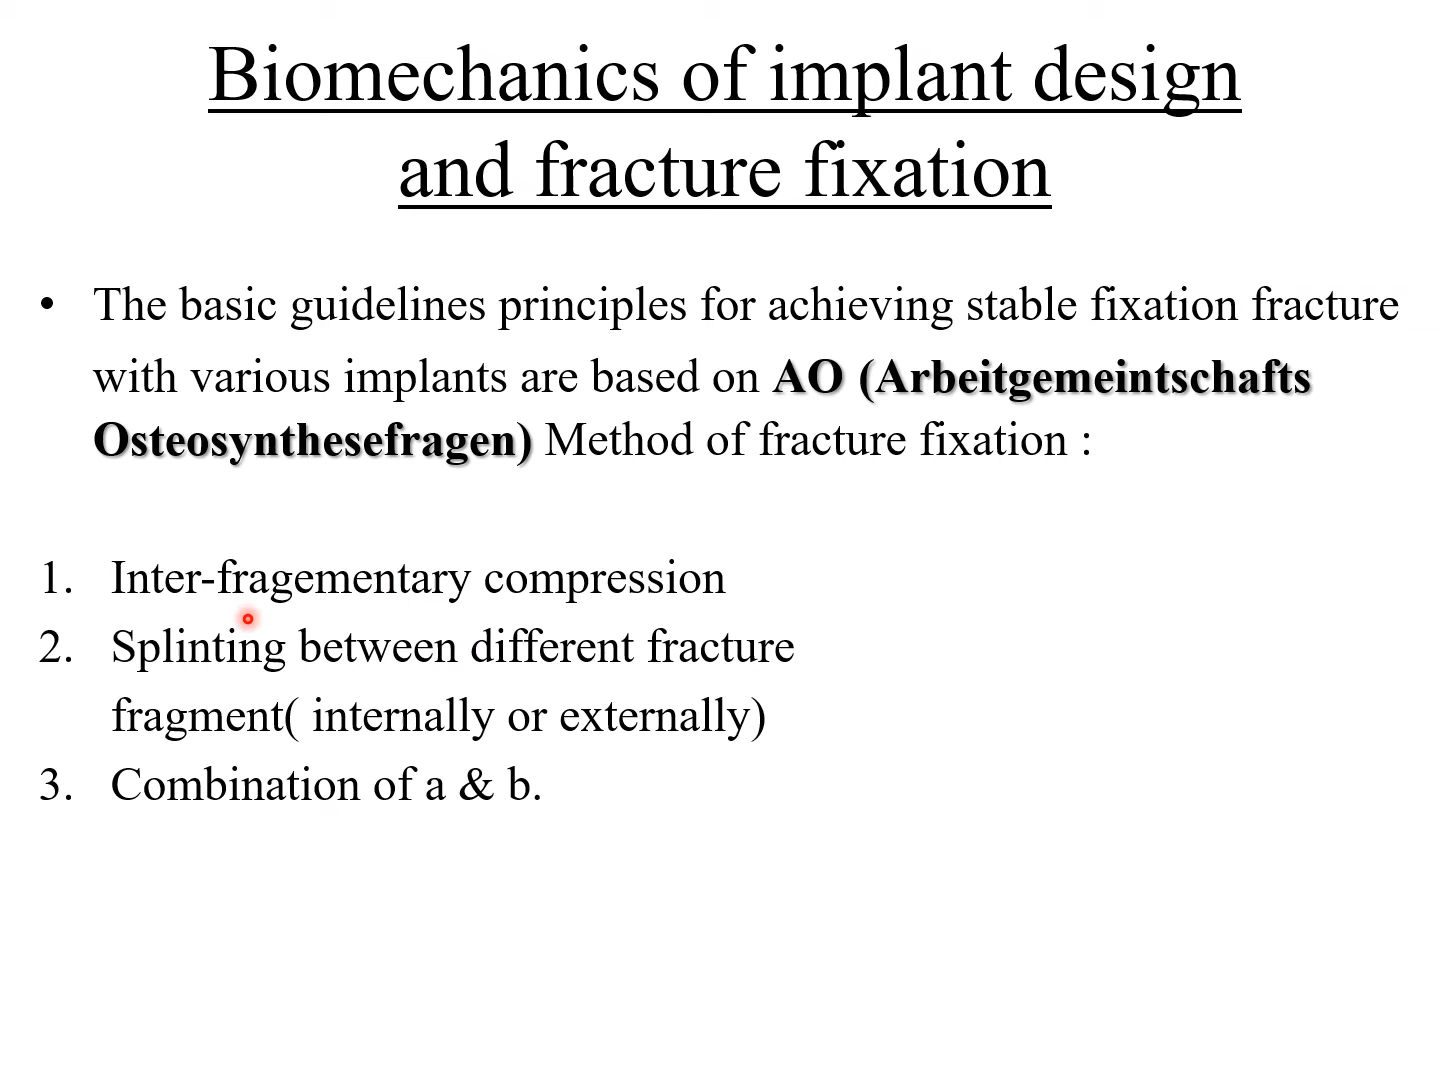 Biomechanics of implant design
and fracture fixation
• The basic guidelines principles for achieving stable fixation fracture
with various implants are based on AO (Arbeitgemeintschafts
Osteosynthesefragen) Method of fracture fixation :
1. Inter-fragementary compression
2. Splinting between different fracture
fragment( internally or externally)
3. Combination of a & b.